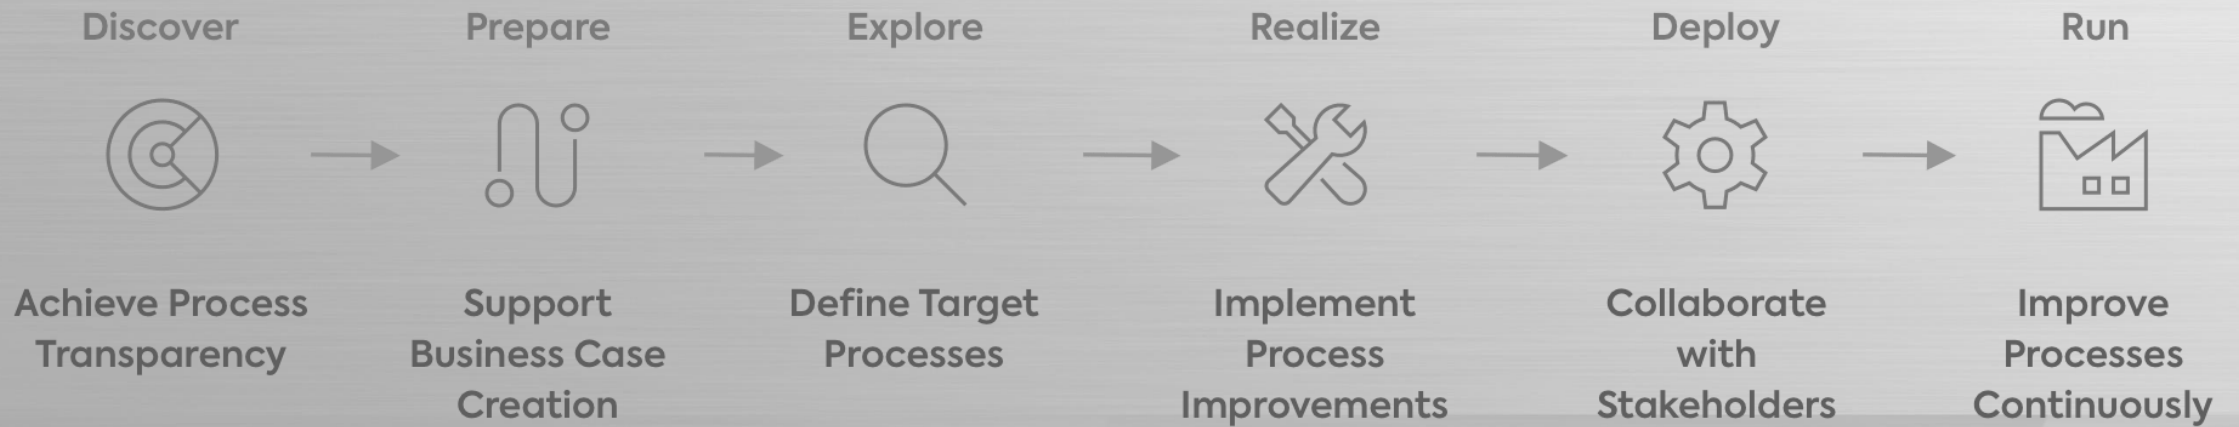 Discover
Prepare
Explore
Realize
Deploy
Run
Achieve Process
Transparency
Support
Business Case
Creation
Define Target
Processes
Implement
Process
Improvements
Collaborate
with
Stakeholders
Improve
Processes
Continuously